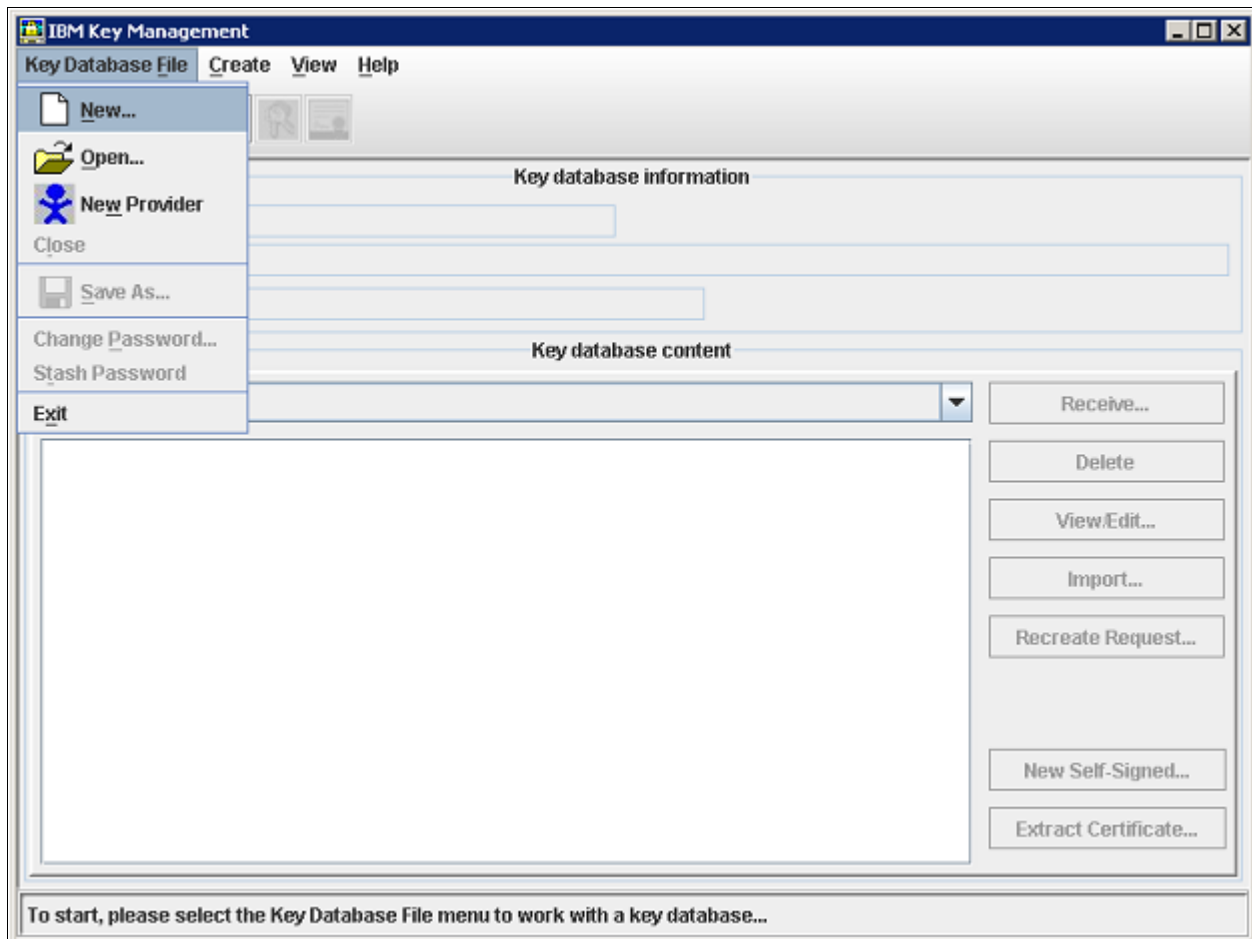 IBM Key Management
Key Database File Create View Help
New...
Open...
New Provider
Close
Save As...
Change Password...
Stash Password
Exit
Key database information
Key database content
Receive...
Delete
View/Edit...
Import...
Recreate Request...
New Self-Signed...
Extract Certificate...
To start, please select the Key Database File menu to work with a key database...